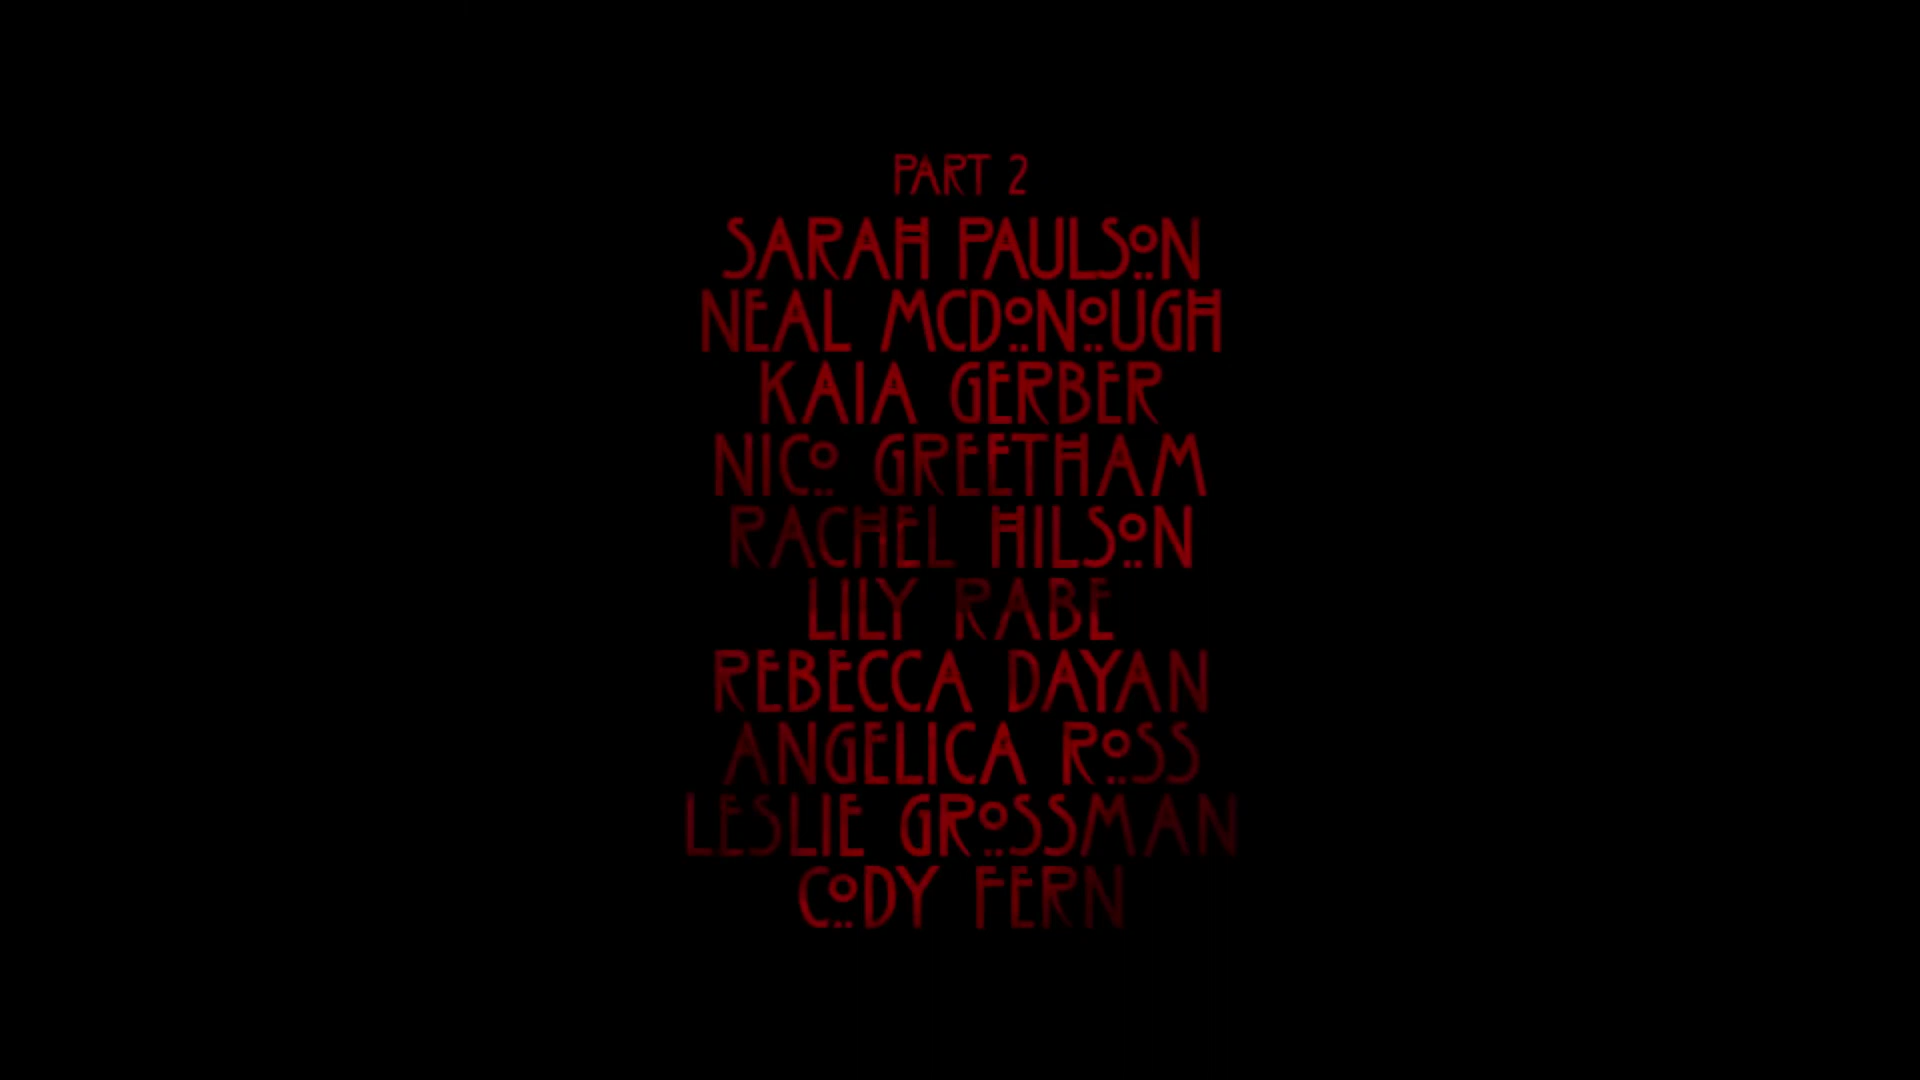 PART 2
SARAH PAULSON
NEAL MCDONOUGH
KAIA GERBER
NICO GREETHAM
RACHEL HILSON
LILY RABE
REBECCA DAYAN
ANGELICA ROSS
LESLIE GROSSMAN
CODY FERN